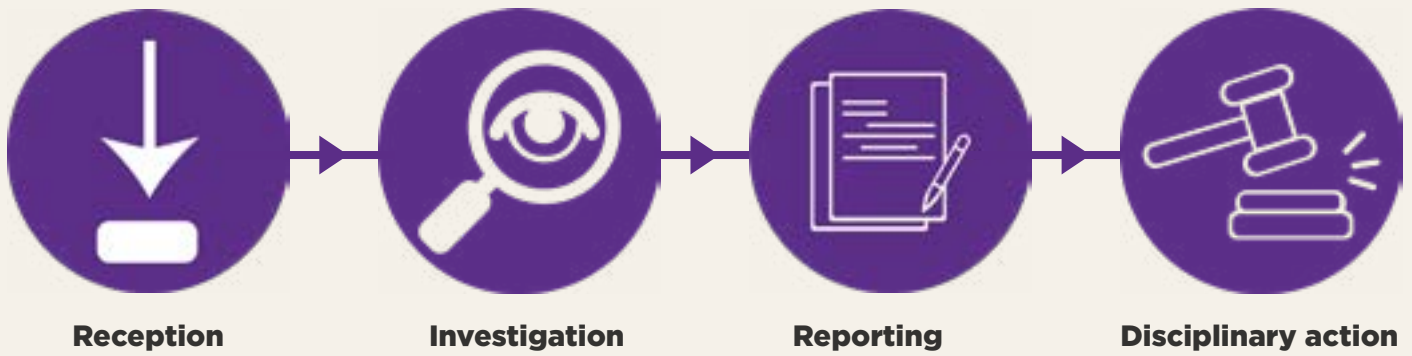 Reception
Investigation
Reporting
Disciplinary action